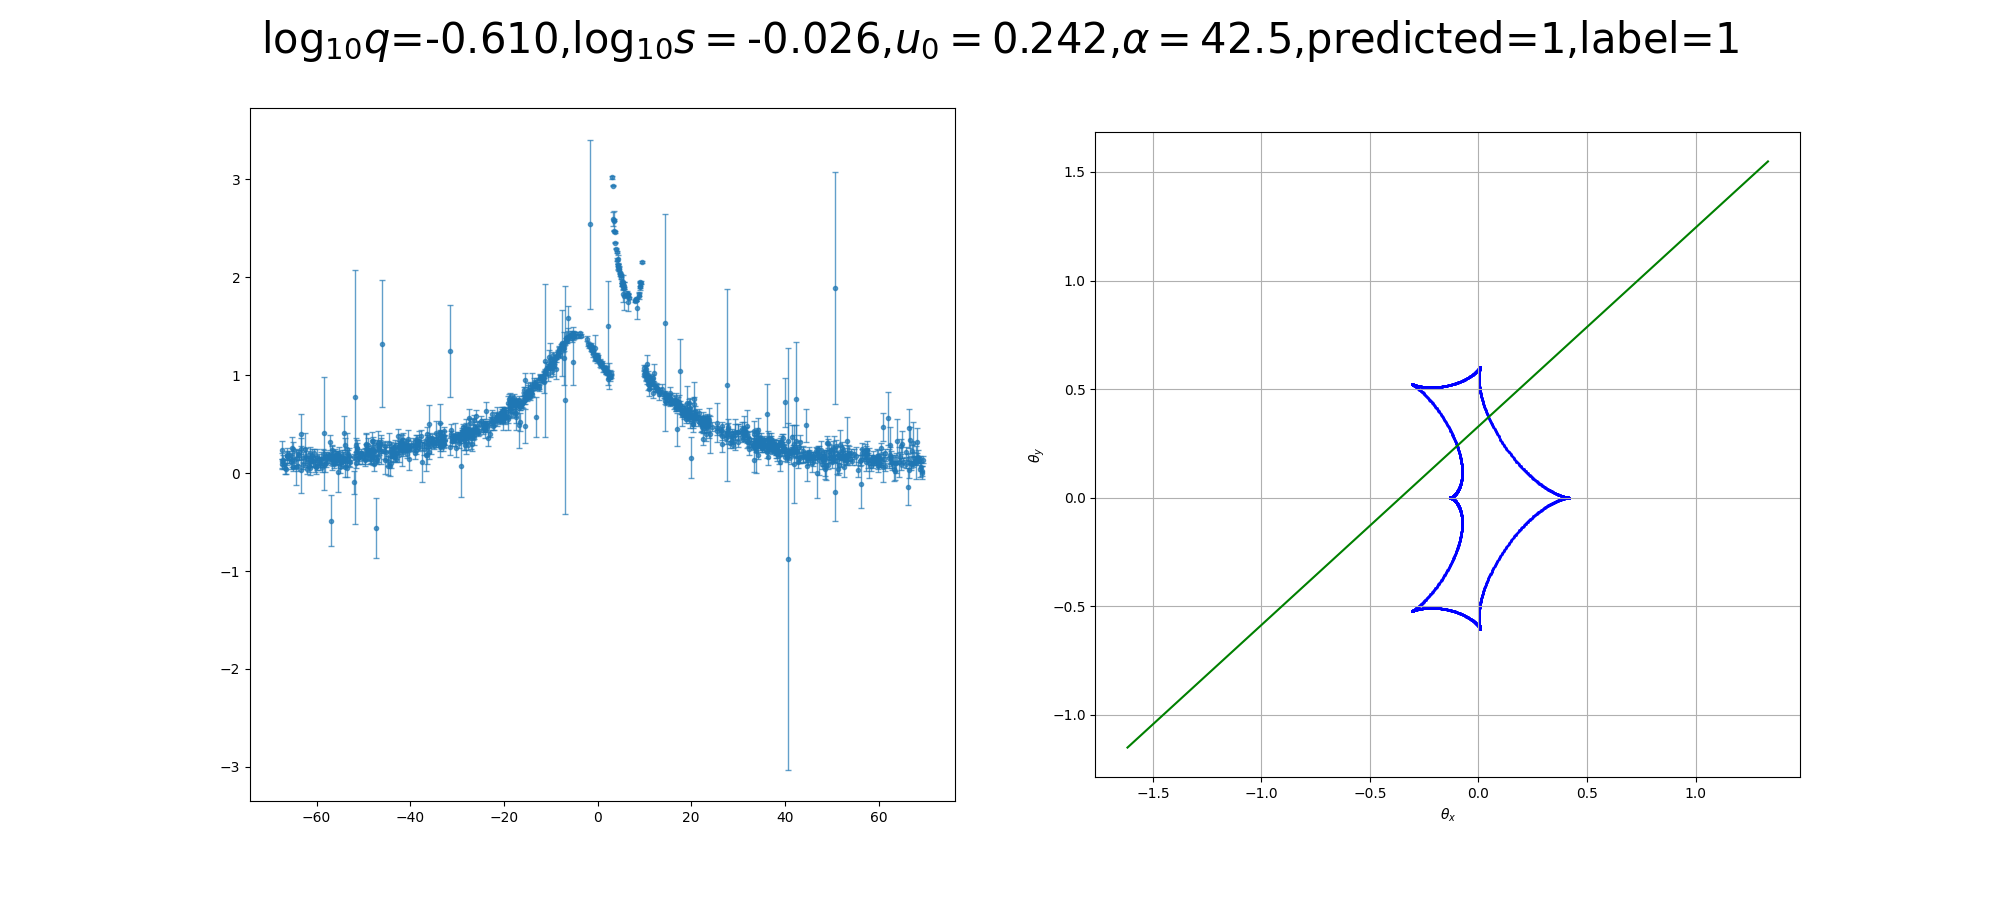 log₁₀q=-0.610,log₁₀s = -0.026,u₀ = 0.242,α = 42.5,predicted=1,label=1
3
2
1
0
−1
−2
−3
−60 −40 −20 0 20 40 60
1.5
1.0
0.5
0.0
−0.5
−1.0
θy
−1.5 −1.0 −0.5 0.0 0.5 1.0
θx